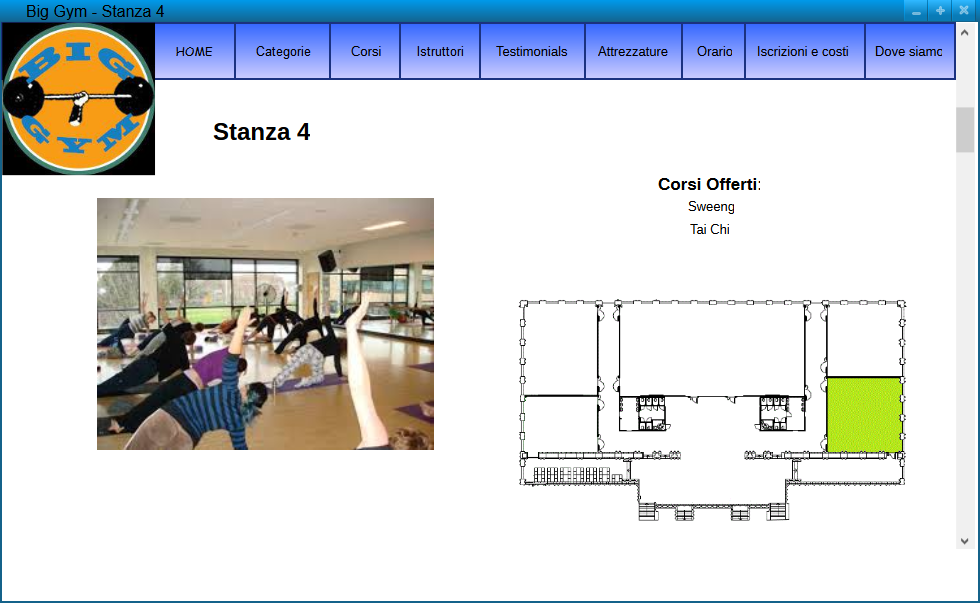 Big Gym - Stanza 4
BIG
GYM
HOME
Categorie
Corsi
Istruttori
Testimonials
Attrezzature
Orario
Iscrizioni e costi
Dove siamo
Stanza 4
Corsi Offerti:
Sweeng
Tai Chi